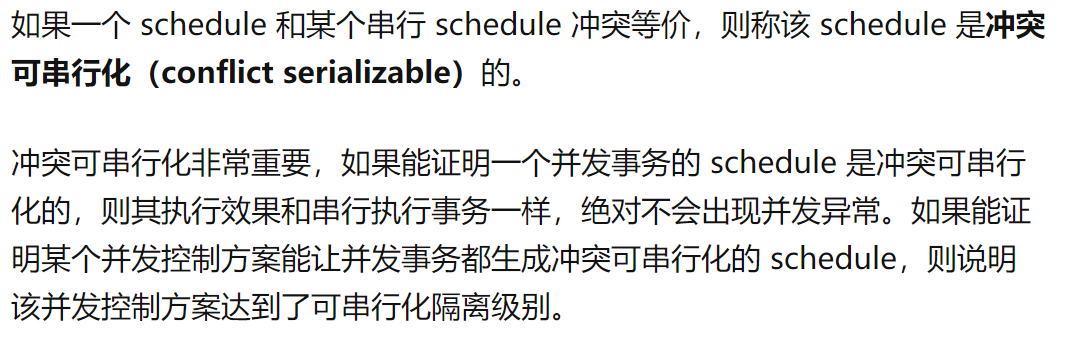 如果一个 schedule 和某个串行 schedule 冲突等价，则称该 schedule 是冲突
可串行化（conflict serializable）的。
冲突可串行化非常重要，如果能证明一个并发事务的 schedule 是冲突可串行
化的，则其执行效果和串行执行事务一样，绝对不会出现并发异常。如果能证
明某个并发控制方案能让并发事务都生成冲突可串行化的 schedule，则说明
该并发控制方案达到了可串行化隔离级别。